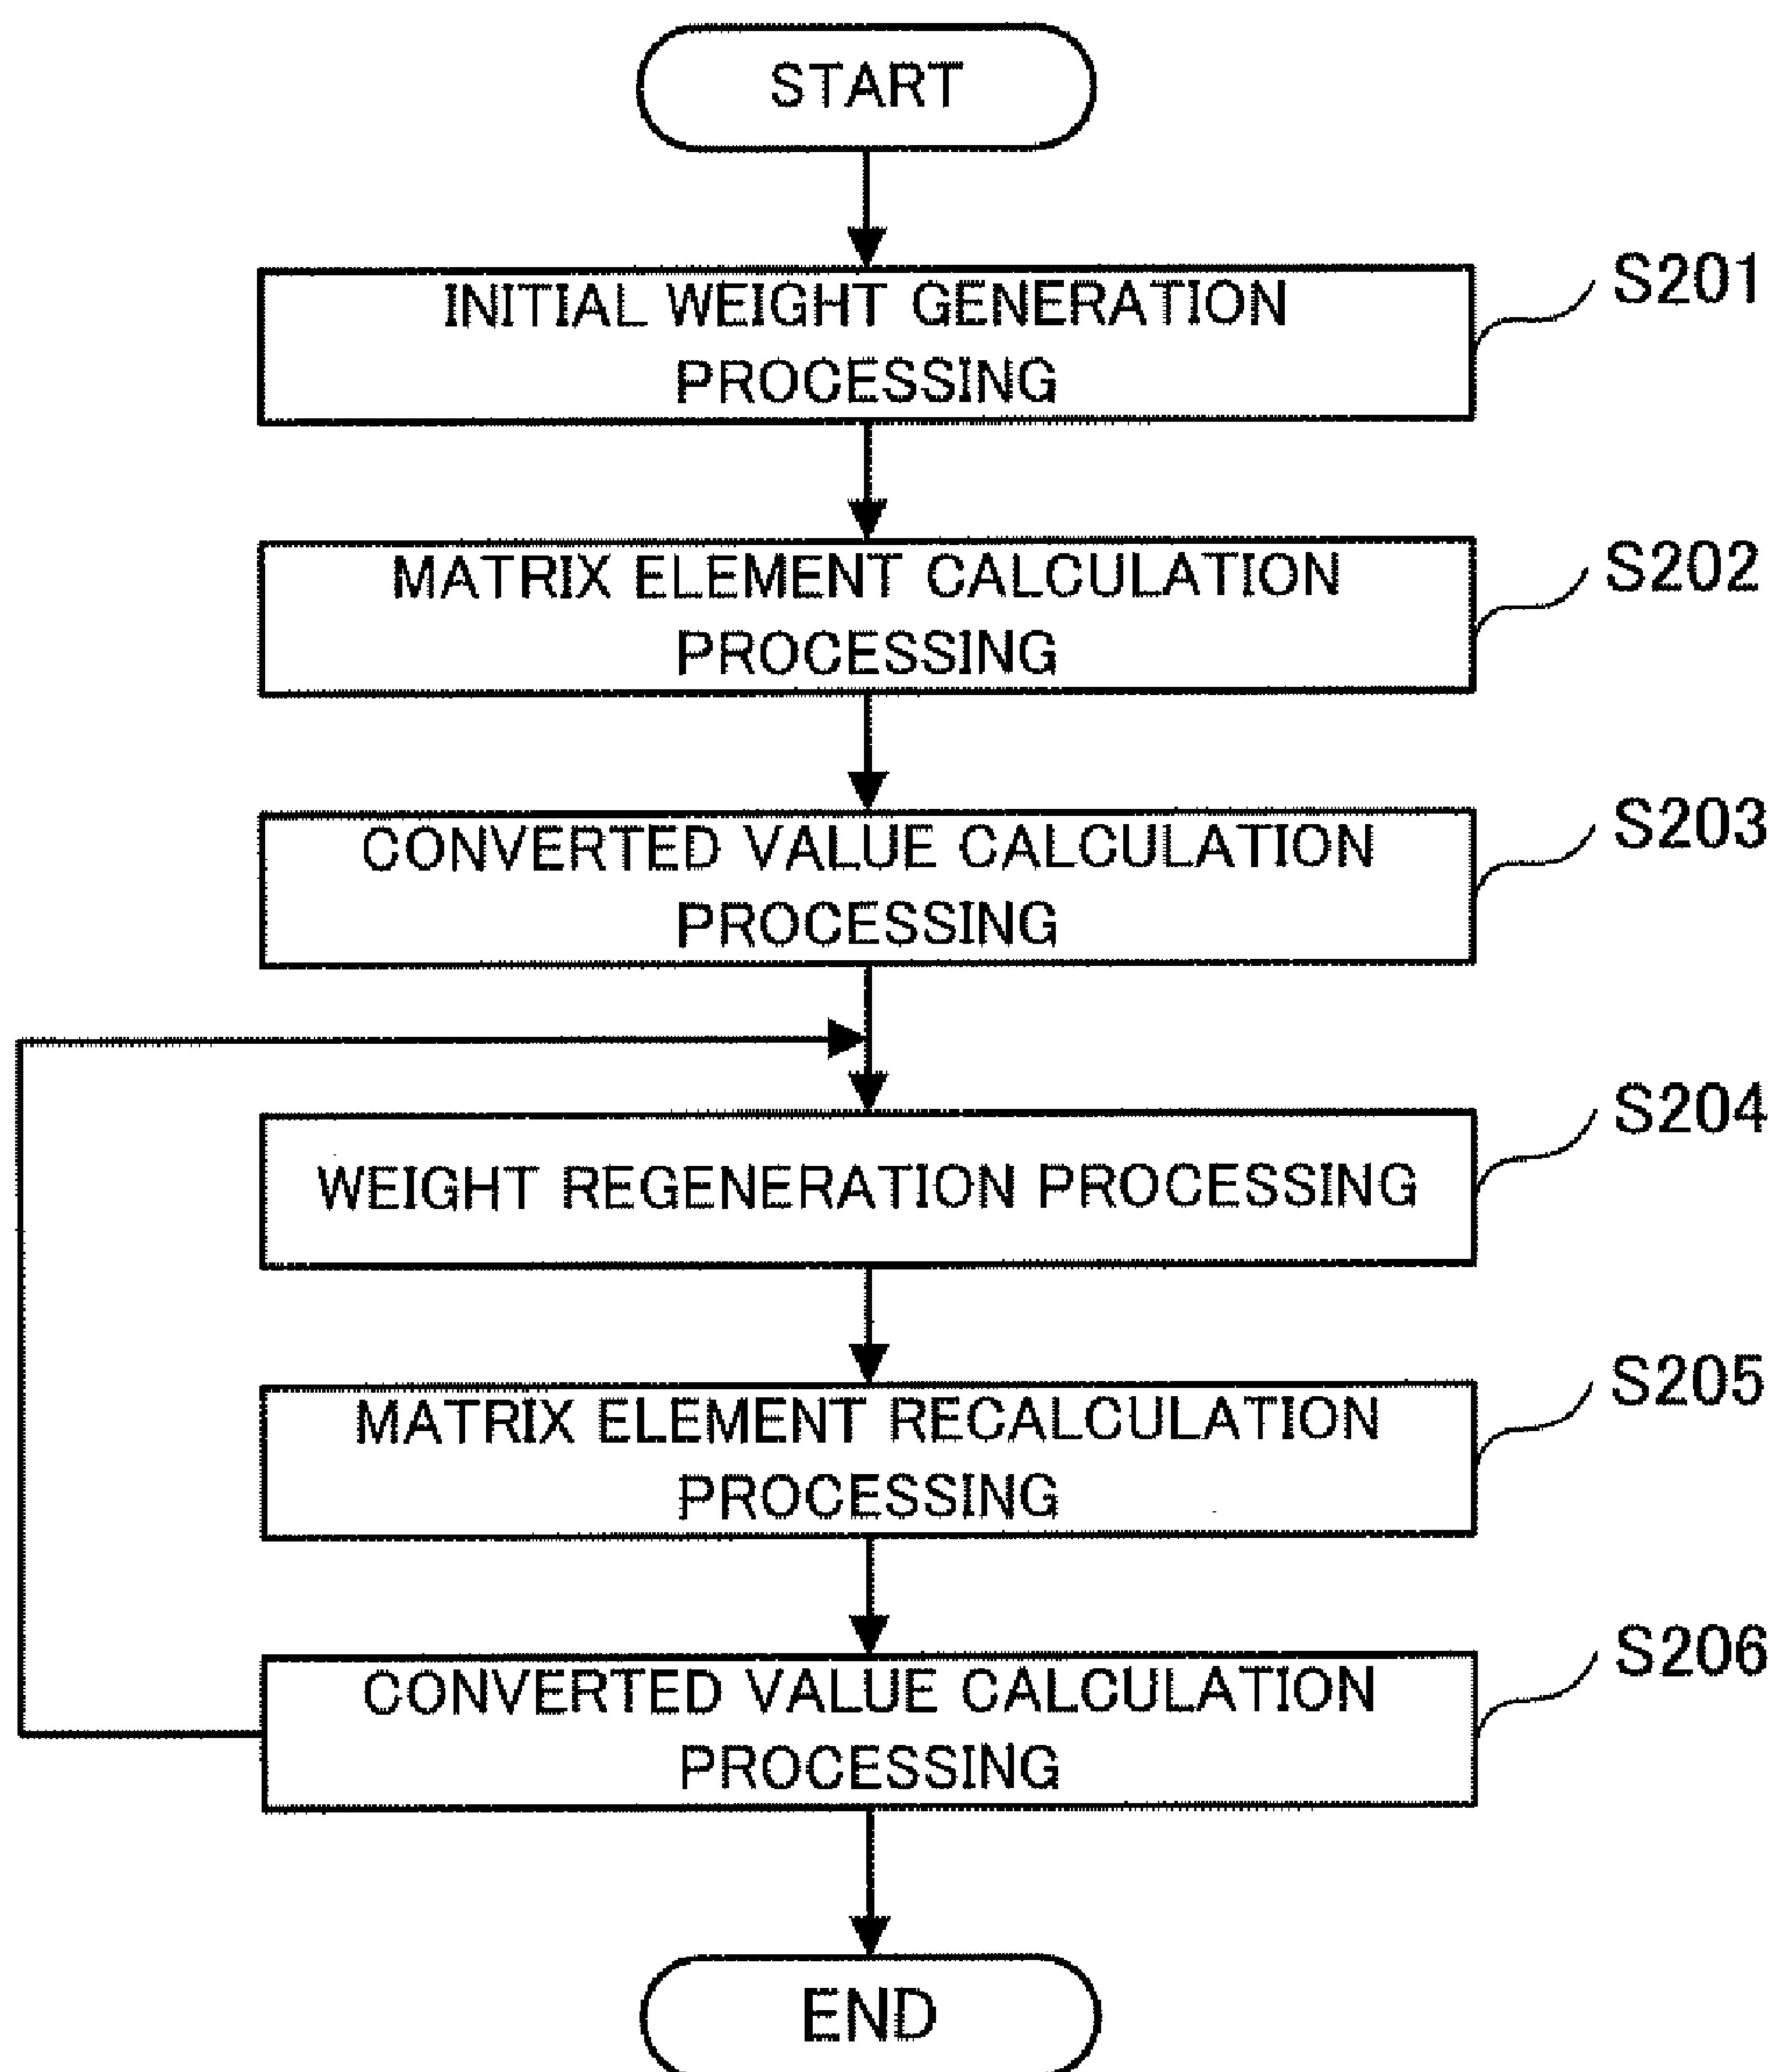 START
INITIAL WEIGHT GENERATION
PROCESSING
S201
MATRIX ELEMENT CALCULATION
PROCESSING
S202
CONVERTED VALUE CALCULATION
PROCESSING
S203
WEIGHT REGENERATION PROCESSING
S204
MATRIX ELEMENT RECALCULATION
PROCESSING
S205
CONVERTED VALUE CALCULATION
PROCESSING
S206
END